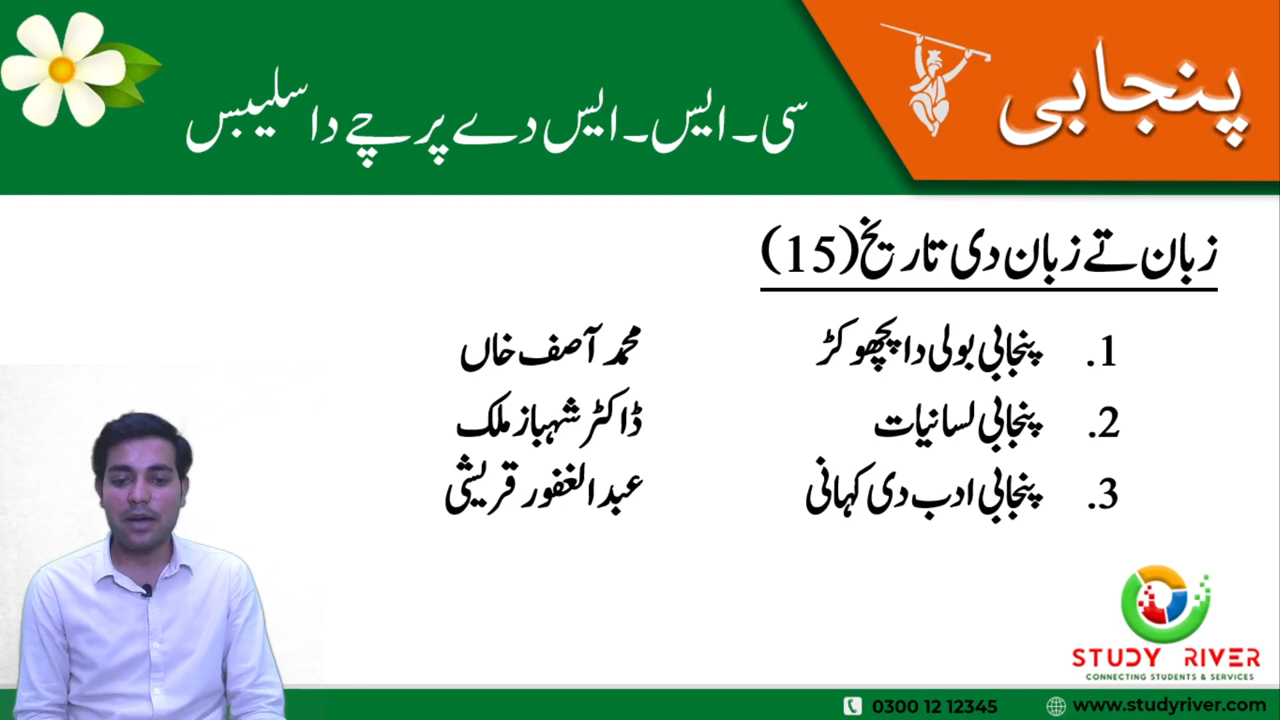 پنجابی
سی۔ایس۔ایس دے پرچے دا سلیبس
زبان تے زبان دی تاریخ (15)
1. پنجابی بولی دا پچھوکڑ محمد آصف خاں
2. پنجابی لسانیات ڈاکٹر شہباز ملک
3. پنجابی ادب دی کہانی عبدالغفور قریشی
STUDY RIVER
CONNECTING STUDENTS & SERVICES
0300 12 12345 www.studyriver.com